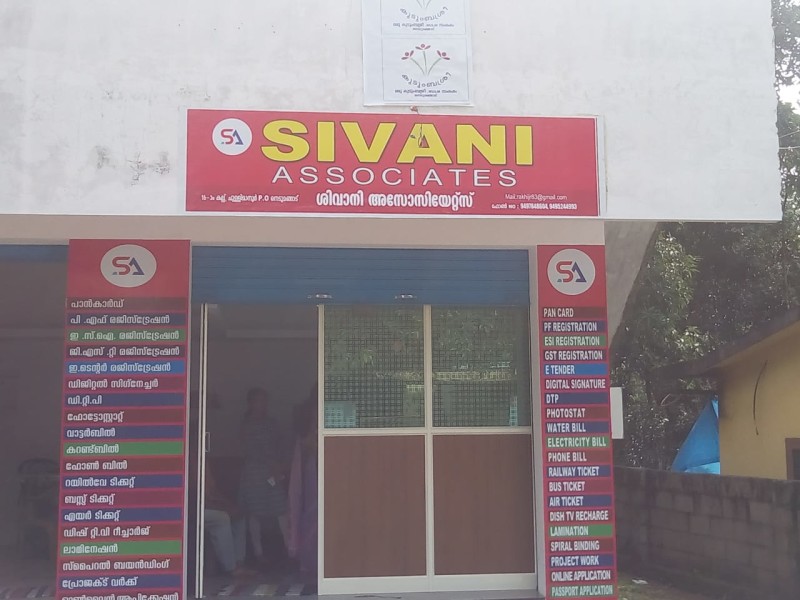 SA
SIVANI
ASSOCIATES
ശിവാനി അസോസിയേറ്റ്സ്
SA
പാൻകാർഡ്
പി .എഫ് രജിസ്ട്രേഷൻ
ഇ .സ്.ഐ. രജിസ്ട്രേഷൻ
ജി.എസ് .റ്റി രജിസ്ട്രേഷൻ
ഇ.ടെന്റർ രജിസ്ട്രേഷൻ
ഡിജിറ്റൽ സിഗ്നേച്ചർ
ഡി.റ്റി.പി
ഫോട്ടോസ്റ്റാറ്റ്
വാട്ടർബിൽ
കറണ്ട്ബിൽ
ഫോൺ ബിൽ
റയിൽവേ ടിക്കറ്റ്
ബസ്സ് ടിക്കറ്റ്
എയർ ടിക്കറ്റ്
ഡിഷ് റ്റി.വി റീച്ചാർജ്
ലാമിനേഷൻ
സ്പൈറൽ ബയൻഡിംഗ്
പ്രോജക്ട് വർക്ക്
SA
PAN CARD
PF REGISTRATION
ESI REGISTRATION
GST REGISTRATION
E TENDER
DIGITAL SIGNATURE
DTP
PHOTOSTAT
WATER BILL
ELECTRICITY BILL
PHONE BILL
RAILWAY TICKET
BUS TICKET
AIR TICKET
DISH TV RECHARGE
LAMINATION
SPIRAL BINDING
PROJECT WORK
ONLINE APPLICATION
PASSPORT APPLICATION